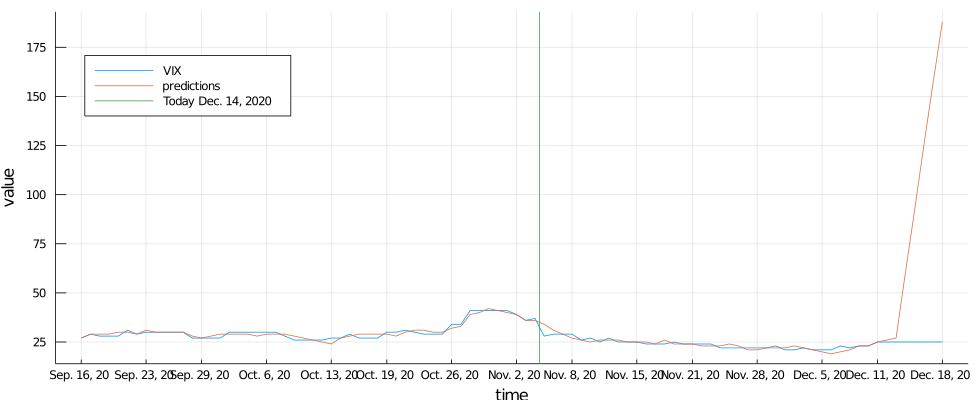 175
150
125
100
75
50
25
value
VIX
predictions
Today Dec. 14, 2020
Sep. 16, 20 Sep. 23, 20 Sep. 29, 20 Oct. 6, 20 Oct. 13, 20 Oct. 19, 20 Oct. 26, 20 Nov. 2, 20 Nov. 8, 20 Nov. 15, 20 Nov. 21, 20 Nov. 28, 20 Dec. 5, 20 Dec. 11, 20 Dec. 18, 20
time